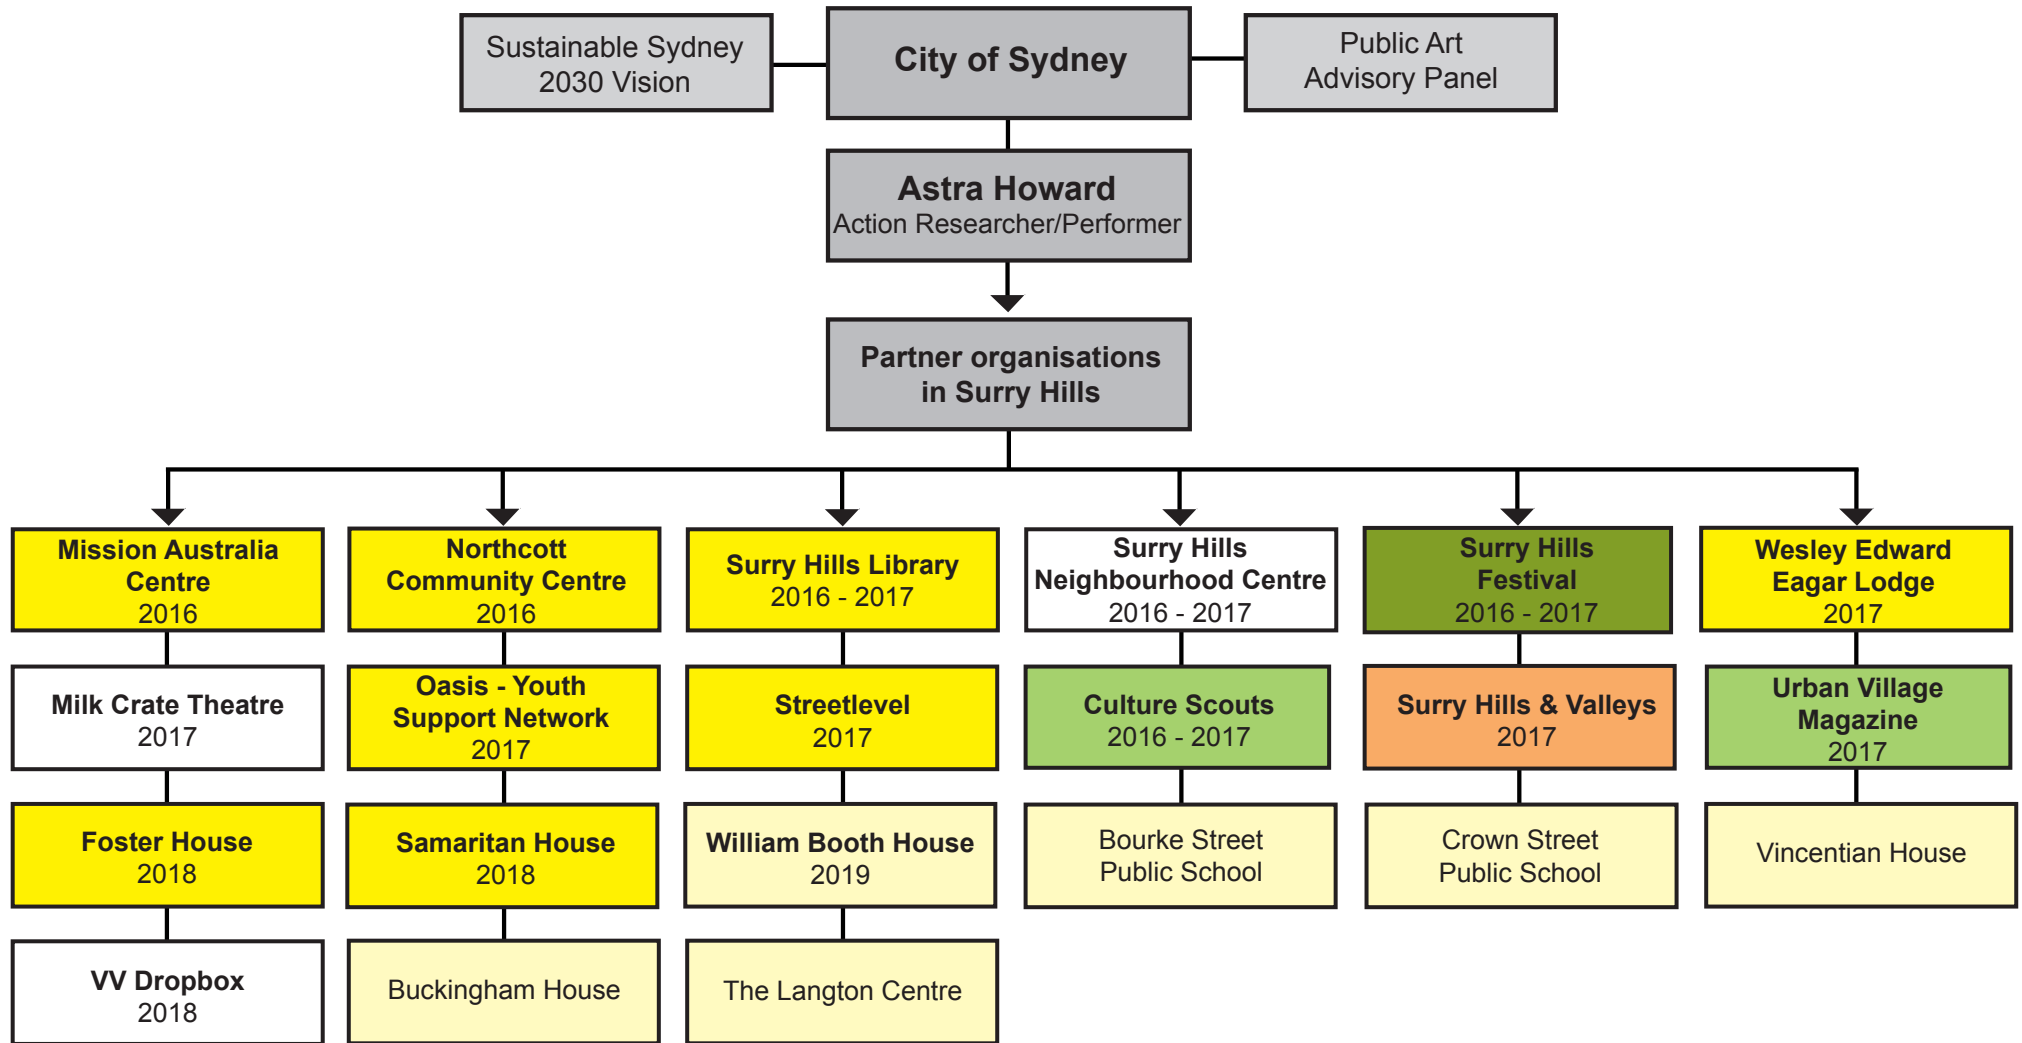 Sustainable Sydney
2030 Vision
City of Sydney
Public Art
Advisory Panel
Astra Howard
Action Researcher/Performer
Partner organisations
in Surry Hills
Mission Australia
Centre
2016
Northcott
Community Centre
2016
Surry Hills Library
2016 - 2017
Surry Hills
Neighbourhood Centre
2016 - 2017
Surry Hills
Festival
2016 - 2017
Wesley Edward
Eagar Lodge
2017
Milk Crate Theatre
2017
Oasis - Youth
Support Network
2017
Streetlevel
2017
Culture Scouts
2016 - 2017
Surry Hills & Valleys
2017
Urban Village
Magazine
2017
Foster House
2018
Samaritan House
2018
William Booth House
2019
Bourke Street
Public School
Crown Street
Public School
Vincentian House
VV Dropbox
2018
Buckingham House
The Langton Centre